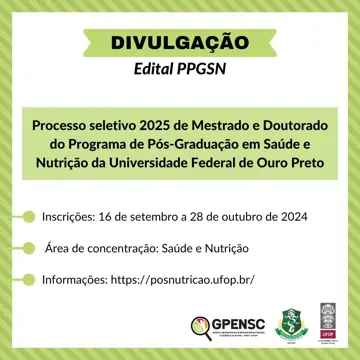 DIVULGAÇÃO
Edital PPGSN
Processo seletivo 2025 de Mestrado e Doutorado
do Programa de Pós-Graduação em Saúde e
Nutrição da Universidade Federal de Ouro Preto
Inscrições: 16 de setembro a 28 de outubro de 2024
Área de concentração: Saúde e Nutrição
Informações: https://posnutricao.ufop.br/
GPENSC
UFOP